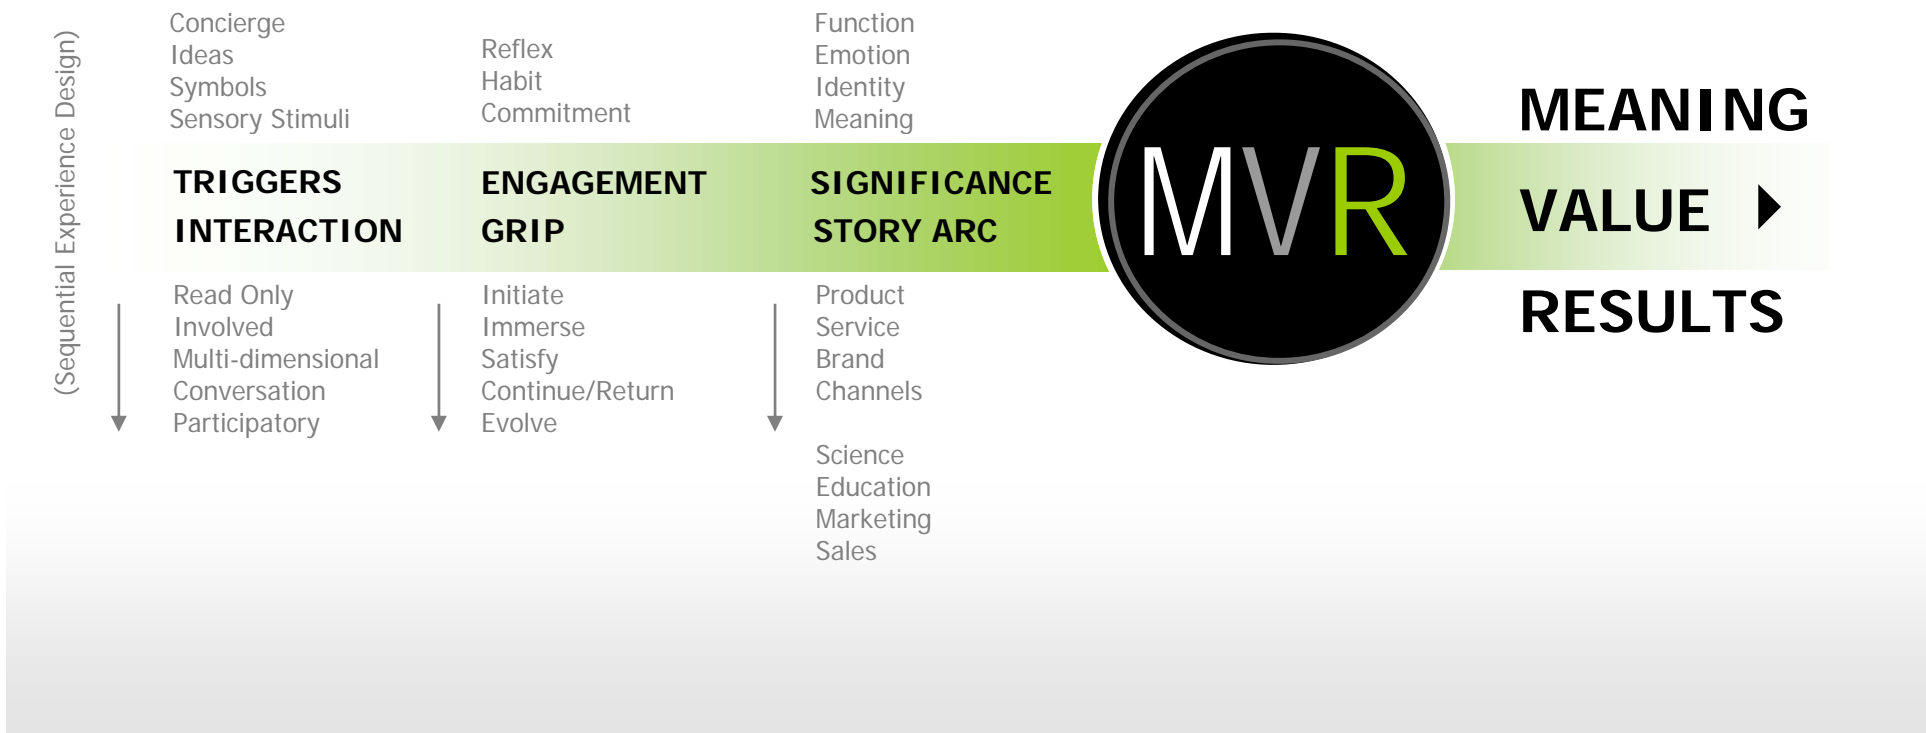 (Sequential Experience Design)
Concierge
Ideas
Symbols
Sensory Stimuli
TRIGGERS
INTERACTION
Read Only
Involved
Multi-dimensional
Conversation
Participatory
Reflex
Habit
Commitment
ENGAGEMENT
GRIP
Initiate
Immerse
Satisfy
Continue/Return
Evolve
Function
Emotion
Identity
Meaning
SIGNIFICANCE
STORY ARC
Product
Service
Brand
Channels
Science
Education
Marketing
Sales
MVR
MEANING
VALUE
RESULTS